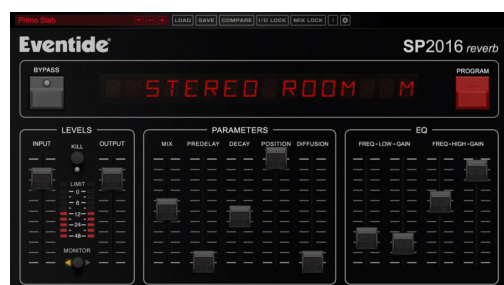 Primo Stab
LOAD SAVE COMPARE I/O LOCK MIX LOCK i
Eventide®
SP2016 reverb
BYPASS
STEREO ROOM M
PROGRAM
LEVELS
INPUT KILL OUTPUT
LIMIT
0
-12-
-24-
-48-
MONITOR
PARAMETERS
MIX PREDELAY DECAY POSITION DIFFUSION
EQ
FREQ-LOW-GAIN FREQ-HIGH-GAIN